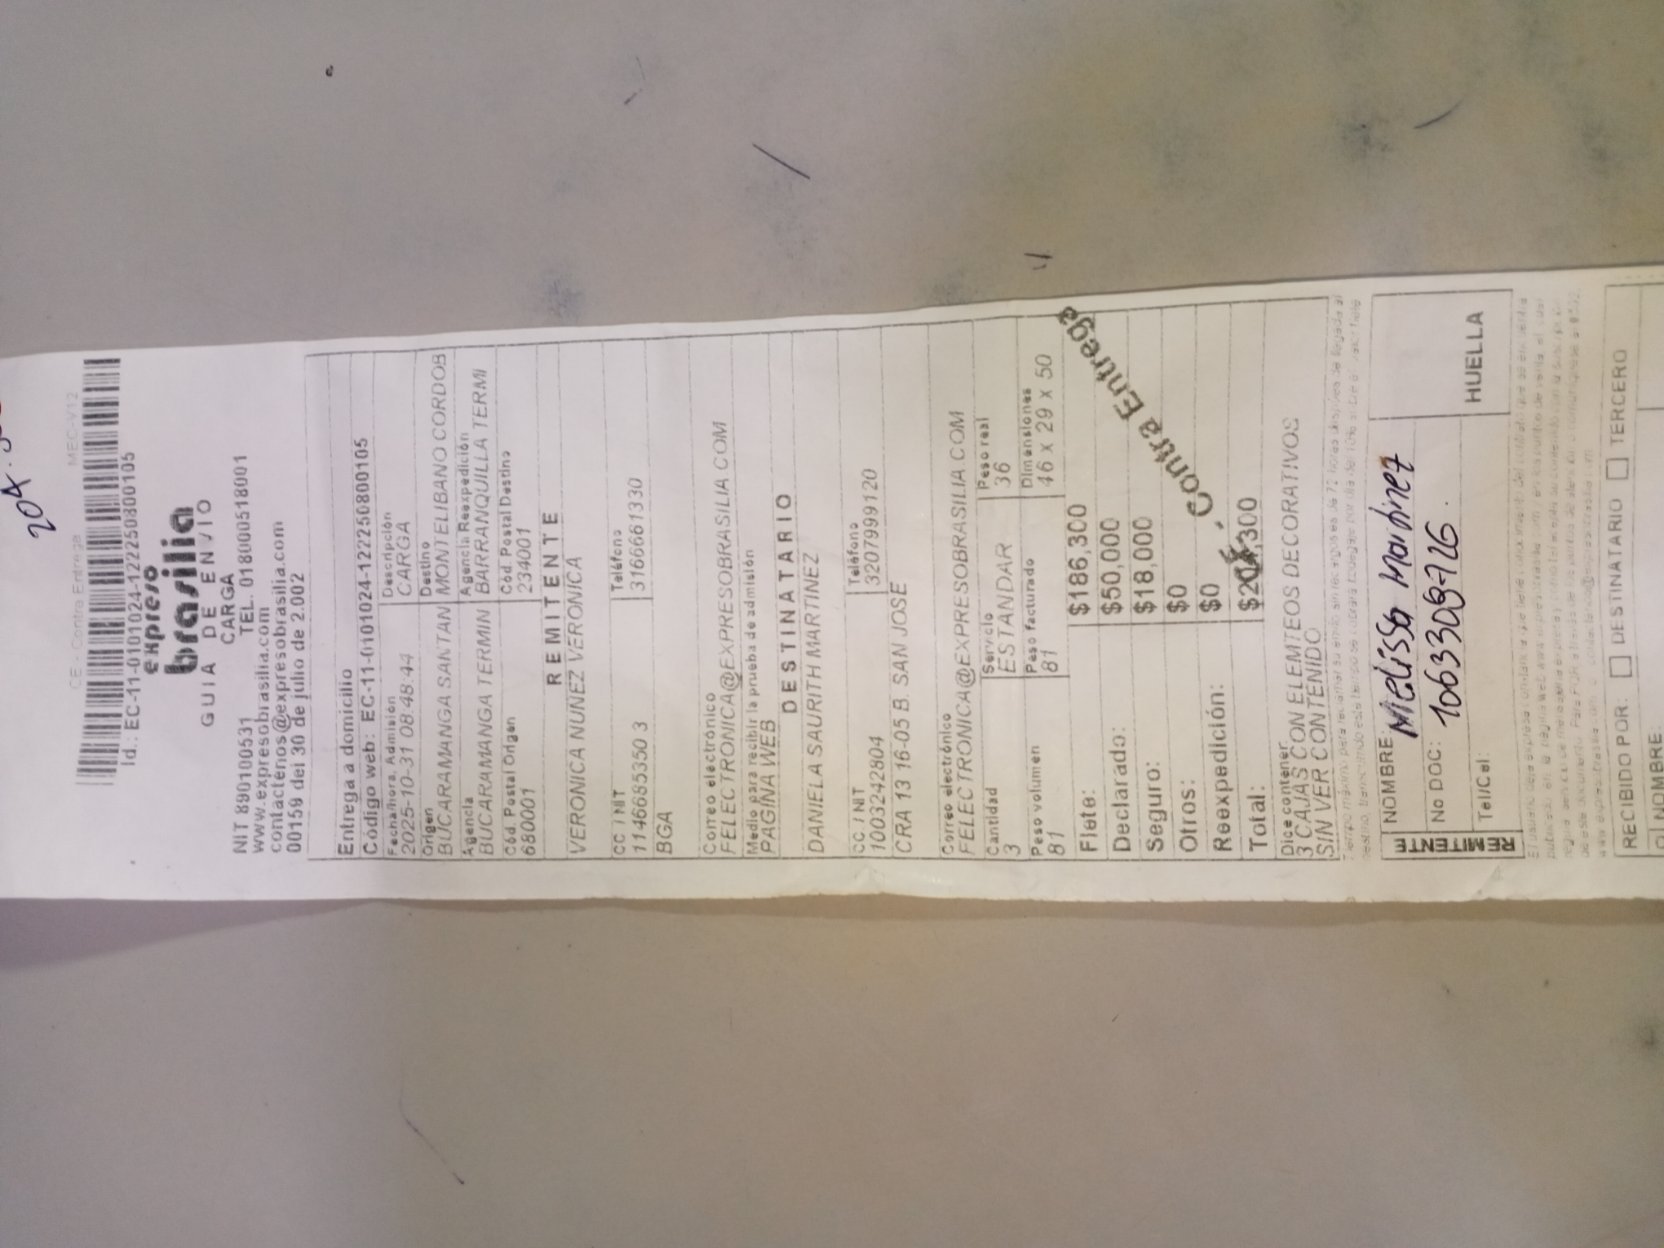 204.
CE - Contra Entrega MEC-V12
Id.: EC-11-0101024-12225080010​5
expreso
brasilia
GUIA DE ENVIO
CARGA
NIT 890100531 TEL. 018000518001
www.expresobrasilia.com
contáctenos@expresobrasilia.com
00159 del 30 de julio de 2.002
Entrega a domicilio
Código web: EC-11-0101024-122250800105
Fecha/hora. Admisión Descripción
2025-10-31 08:48:44 CARGA
Origen Destino
BUCARAMANGA SANTAN MONTELIBANO CORDOB
Agencia Agencia Reexpedición
BUCARAMANGA TERMIN BARRANQUILLA TERMI
Cód. Postal Origen Cód. Postal Destino
680001 234001
REMITENTE
VERONICA NUNEZ VERONICA
CC / NIT Teléfono
1146685350 3 3166661330
BGA
Correo electrónico
FELECTRONICA@EXPRESOBRASILIA COM
Medio para recibir la prueba de admisión
PAGINA WEB
DESTINATARIO
DANIELA SAURITH MARTINEZ
CC / NIT Teléfono
1003242804 3207999120
CRA 13 16-05 B. SAN JOSE
Correo electrónico
FELECTRONICA@EXPRESOBRASILIA COM
Cantidad Servicio Peso real
3 ESTANDAR 36
Peso volumen Peso facturado Dimensiones
81 81 46 x 29 x 50
Flete: $186,300
Declarado: $50,000
Seguro: $18,000
Otros: $0
Reexpedición: $0
Total: $204,300
Contra Entrega
Dice contener
3 CAJAS CON ELEMTEOS DECORATIVOS
SIN VER CONTENIDO
REMITENTE
NOMBRE: Melissa Martinez
No DOC: 1063308726.
Tel/Cel:
HUELLA
RECIBIDO POR: DESTINATARIO TERCERO
NOMBRE: